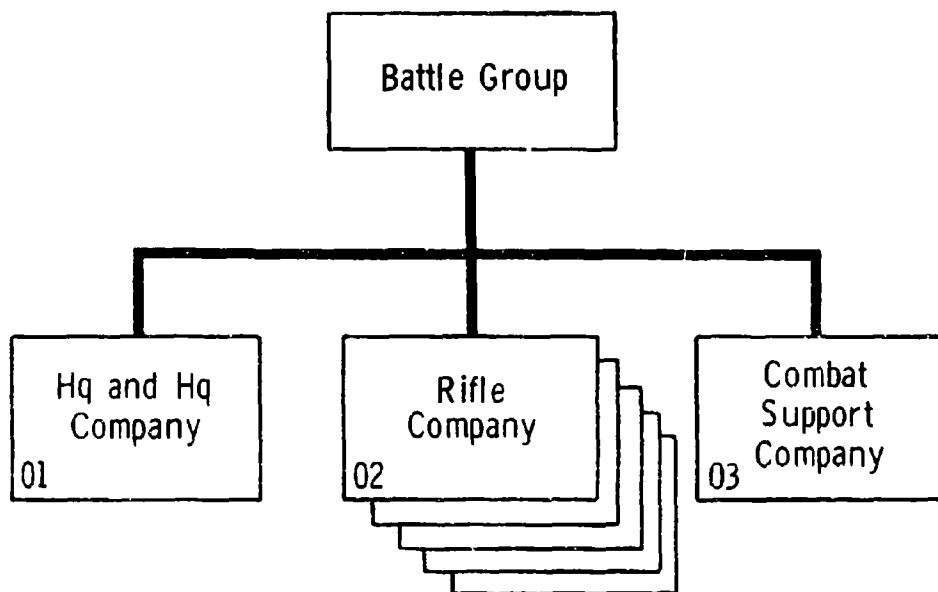 Battle Group
Hq and Hq
Company
01
Rifle
Company
02
Combat
Support
Company
03